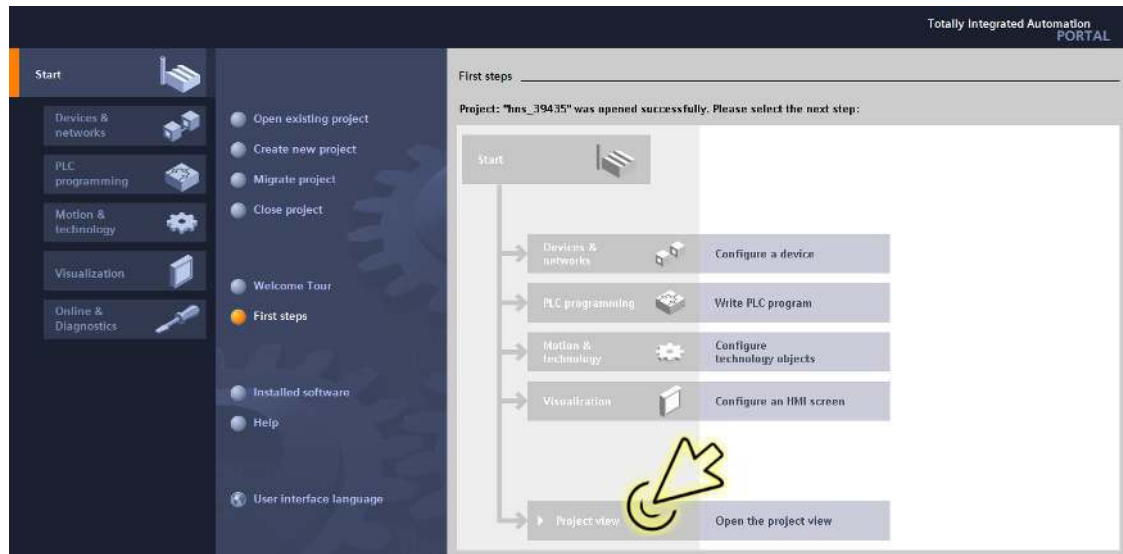 Totally Integrated Automation
PORTAL
Start
Devices &
networks
PLC
programming
Motion &
technology
Visualization
Online &
Diagnostics
Open existing project
Create new project
Migrate project
Close project
Welcome Tour
First steps
Installed software
Help
User interface language
First steps
Project: "hns_39435" was opened successfully. Please select the next step:
Start
Devices &
networks
Configure a device
PLC programming
Write PLC program
Motion &
technology
Configure
technology objects
Visualization
Configure an HMI screen
Project view
Open the project view